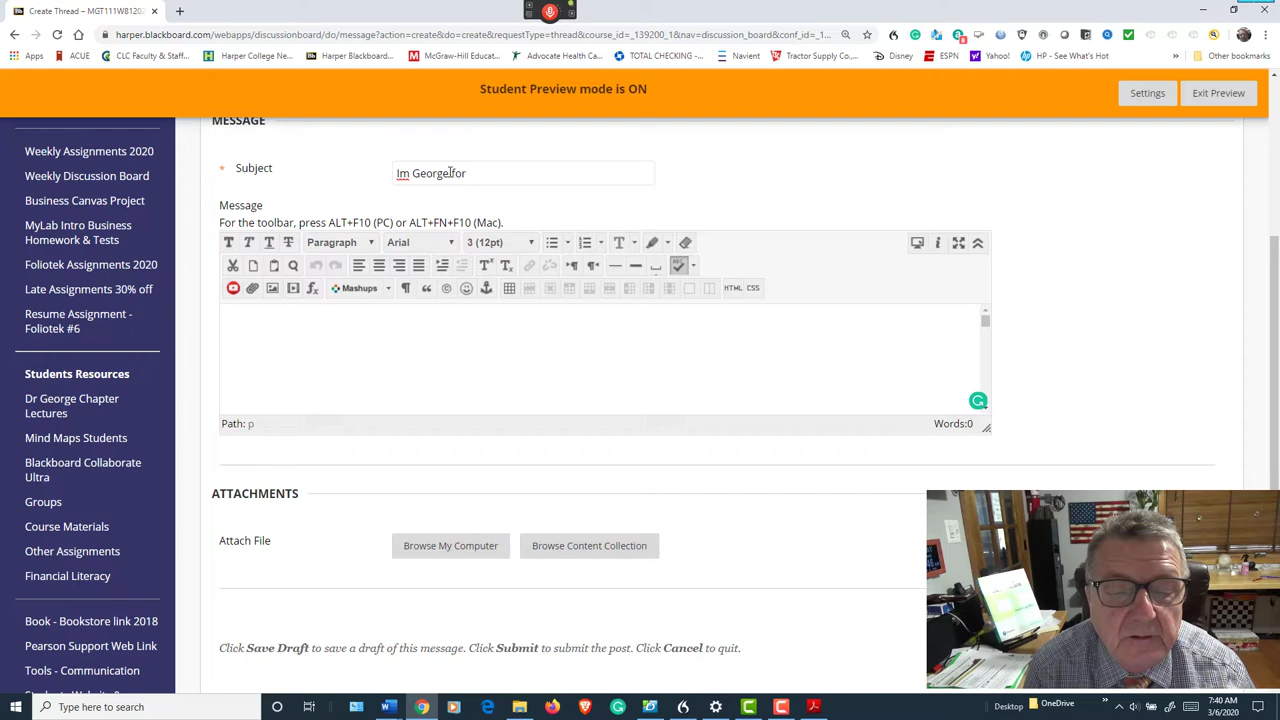 Create Thread – MGT111W81202
harper.blackboard.com/webapps/discussionboard/do/message?action=create&do=create&requestType=thread&course_id=_139200_1&nav=discussion_board&conf_id=_1...
Apps ACUE CLC Faculty & Staff... Harper College Hom... Harper Blackboard... McGraw-Hill Educat... Advocate Health Ca... TOTAL CHECKING -... Navient Tractor Supply Co,... Disney ESPN Yahoo! HP - See What's Hot Other bookmarks
Student Preview mode is ON
Settings Exit Preview
MESSAGE
* Subject Im George for
Message
For the toolbar, press ALT+F10 (PC) or ALT+FN+F10 (Mac).
T T T T Paragraph Arial 3 (12pt)
Mashups HTML CSS
Path: p Words:0
ATTACHMENTS
Attach File Browse My Computer Browse Content Collection
Click Save Draft to save a draft of this message. Click Submit to submit the post. Click Cancel to quit.
Weekly Assignments 2020
Weekly Discussion Board
Business Canvas Project
MyLab Intro Business
Homework & Tests
Foliotek Assignments 2020
Late Assignments 30% off
Resume Assignment -
Foliotek #6
Students Resources
Dr George Chapter
Lectures
Mind Maps Students
Blackboard Collaborate
Ultra
Groups
Course Materials
Other Assignments
Financial Literacy
Book - Bookstore link 2018
Pearson Support Web Link
Tools - Communication
Type here to search
Desktop OneDrive
7:40 AM
3/6/2020